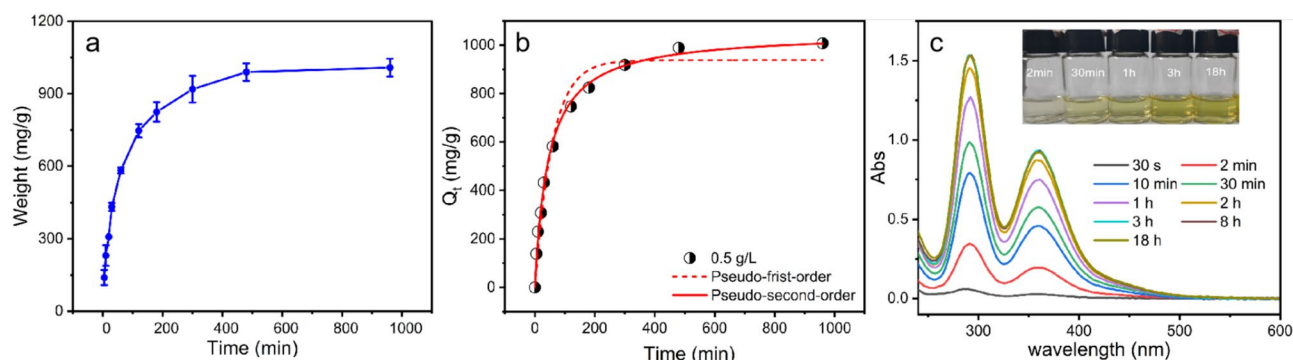 a
1200
900
600
300
0
Weight (mg/g)
0 200 400 600 800 1000
Time (min)
b
1000
800
600
400
200
0
Qt (mg/g)
0.5 g/L
Pseudo-frist-order
Pseudo-second-order
0 200 400 600 800 1000
Time (min)
c
1.5
1.0
0.5
0.0
Abs
2min 30min 1h 3h 18h
30 s 2 min
10 min 30 min
1 h 2 h
3 h 8 h
18 h
300 400 500 600
wavelength (nm)